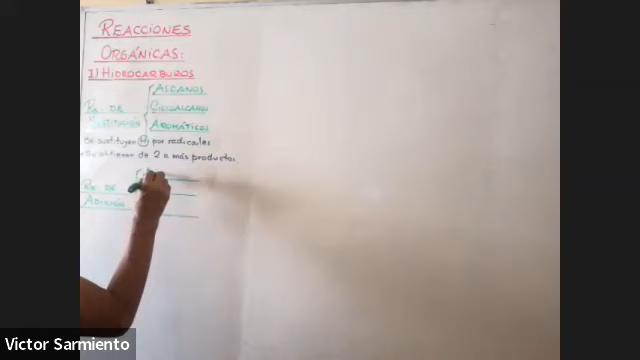 REACCIONES
ORGÁNICAS:
I) HIDROCARBUROS
ALCANOS
RX. DE
CICLOALCANOS
SUSTITUCIÓN
AROMÁTICOS
Se sustituyen H por radicales
Se obtienen de 2 a más productos
RX. DE
ADICIÓN
Victor Sarmiento